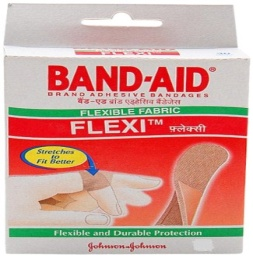 BAND-AID®
BRAND ADHESIVE BANDAGES
बैंड-एड ब्रांड एडहेसिव बैंडेजेस
FLEXIBLE FABRIC
FLEXI™
फ़्लेक्सी
Stretches to
Fit Better
Flexible and Durable Protection
Johnson & Johnson